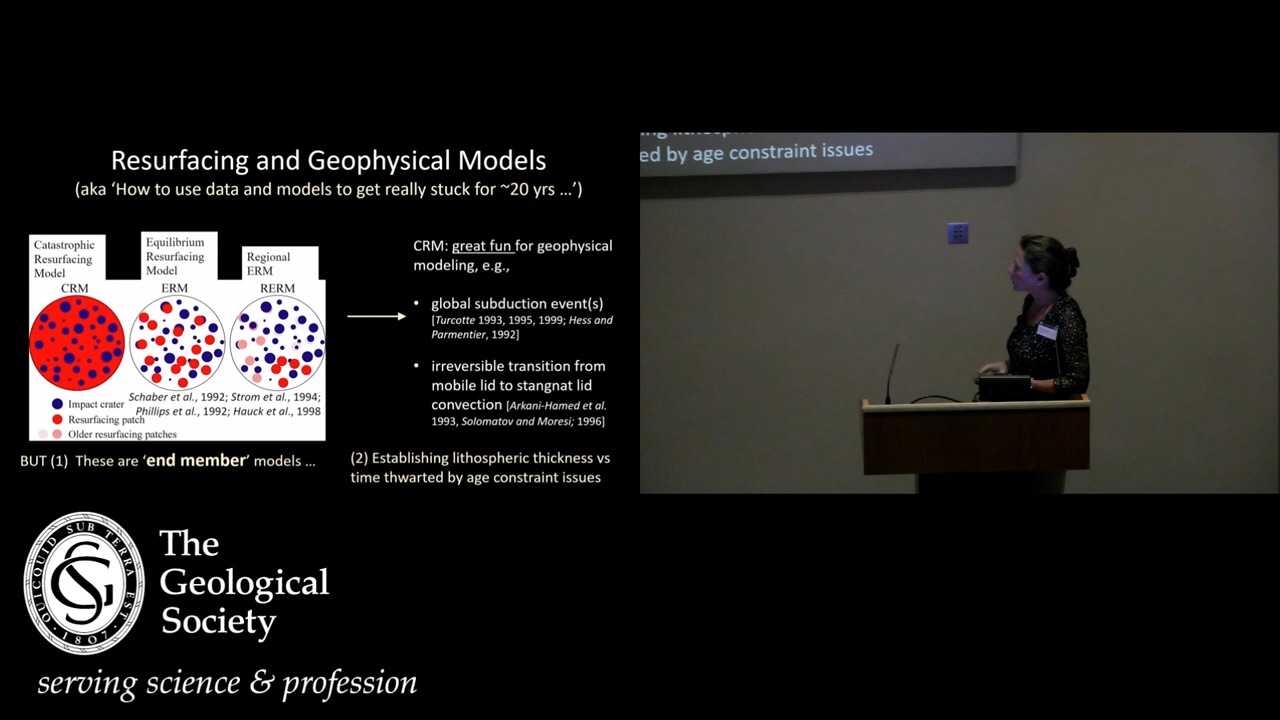 Resurfacing and Geophysical Models
(aka ‘How to use data and models to get really stuck for ~20 yrs …’)
Catastrophic
Resurfacing
Model
Equilibrium
Resurfacing
Model
Regional
ERM
CRM
ERM
RERM
Schaber et al., 1992; Strom et al., 1994;
Phillips et al., 1992; Hauck et al., 1998
Impact crater
Resurfacing patch
Older resurfacing patches
BUT (1) These are ‘end member’ models …
CRM: great fun for geophysical
modeling, e.g.,
• global subduction event(s)
[Turcotte 1993, 1995, 1999; Hess and
Parmentier, 1992]
• irreversible transition from
mobile lid to stangnat lid
convection [Arkani-Hamed et al.
1993, Solomatov and Moresi; 1996]
(2) Establishing lithospheric thickness vs
time thwarted by age constraint issues
ed by age constraint issues
QUICQUID SUB TERRA EST
1807
The
Geological
Society
serving science & profession